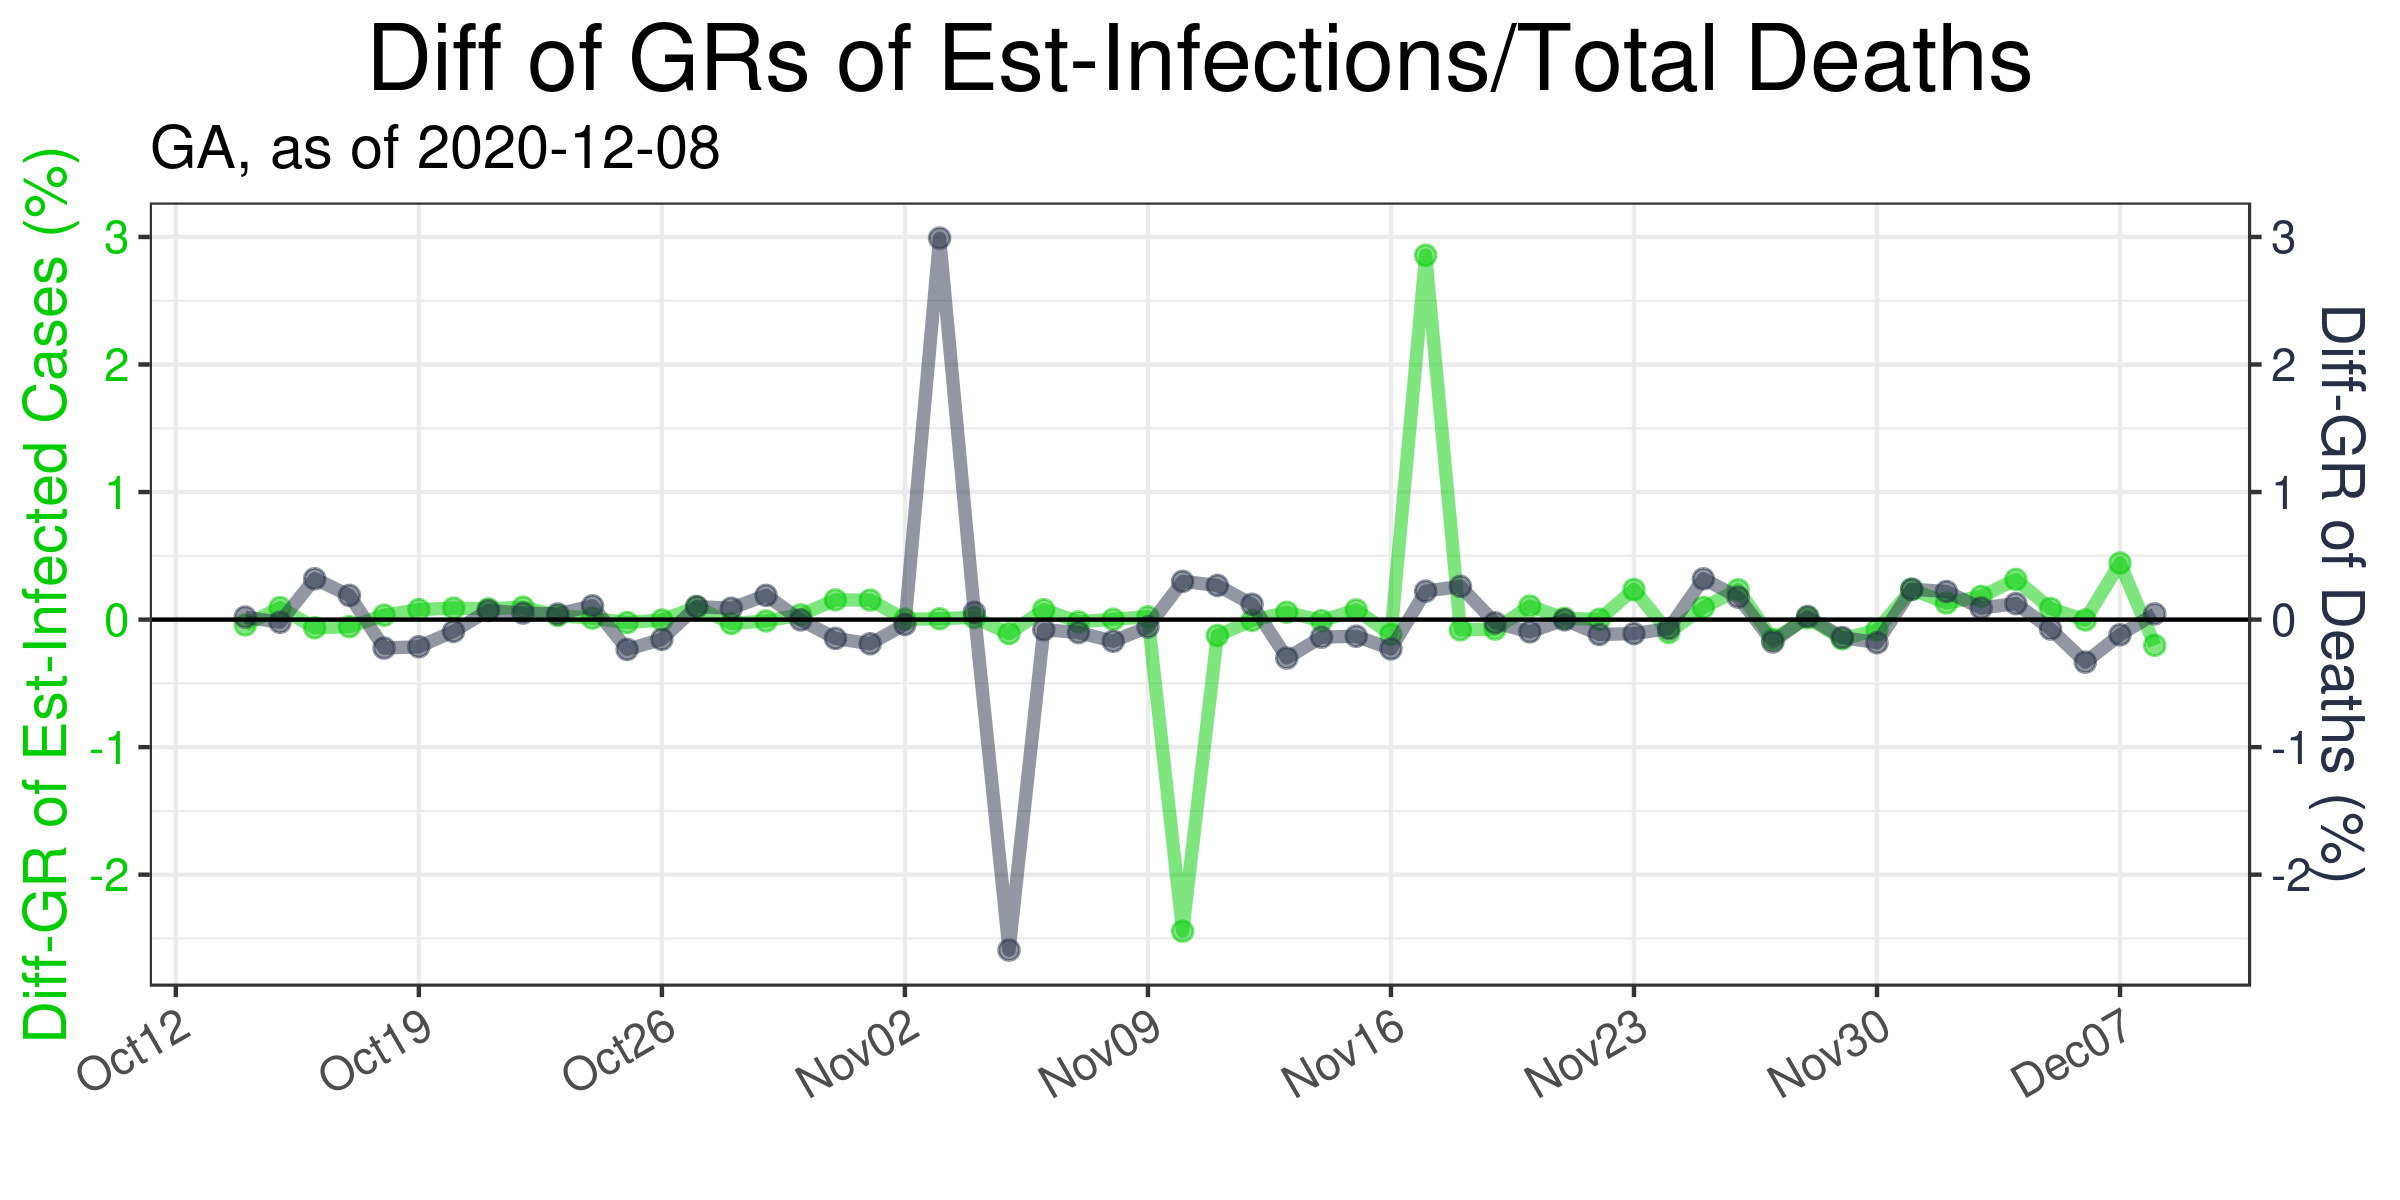 Diff of GRs of Est-Infections/Total Deaths
GA, as of 2020-12-08
Diff-GR of Est-Infected Cases (%)
3
2
1
0
-1
-2
3
2
1
0
-1
-2
Diff-GR of Deaths (%)
Oct12
Oct19
Oct26
Nov02
Nov09
Nov16
Nov23
Nov30
Dec07